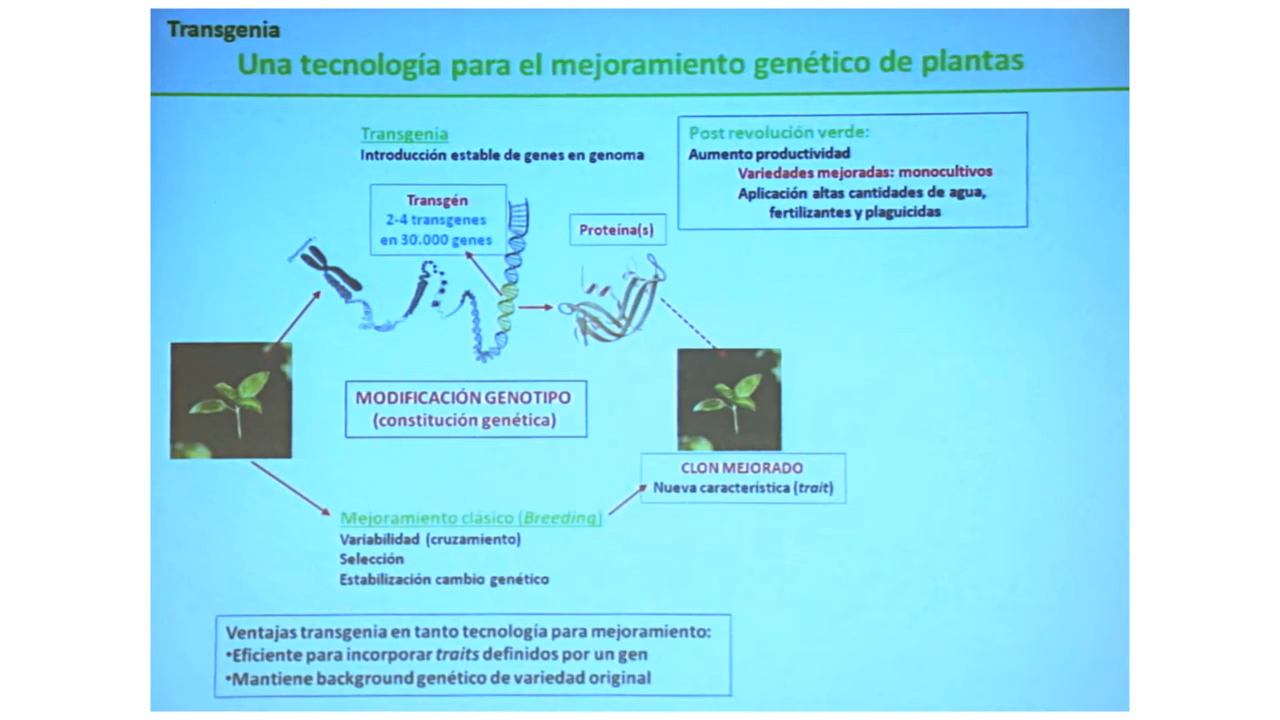 Transgenia
Una tecnología para el mejoramiento genético de plantas
Transgenia
Introducción estable de genes en genoma
Post revolución verde:
Aumento productividad
Variedades mejoradas: monocultivos
Aplicación altas cantidades de agua,
fertilizantes y plaguicidas
Transgén
2-4 transgenes
en 30.000 genes
Proteína(s)
MODIFICACIÓN GENOTIPO
(constitución genética)
CLON MEJORADO
Nueva característica (trait)
Mejoramiento clásico (Breeding)
Variabilidad (cruzamiento)
Selección
Estabilización cambio genético
Ventajas transgenia en tanto tecnología para mejoramiento:
•Eficiente para incorporar traits definidos por un gen
•Mantiene background genético de variedad original